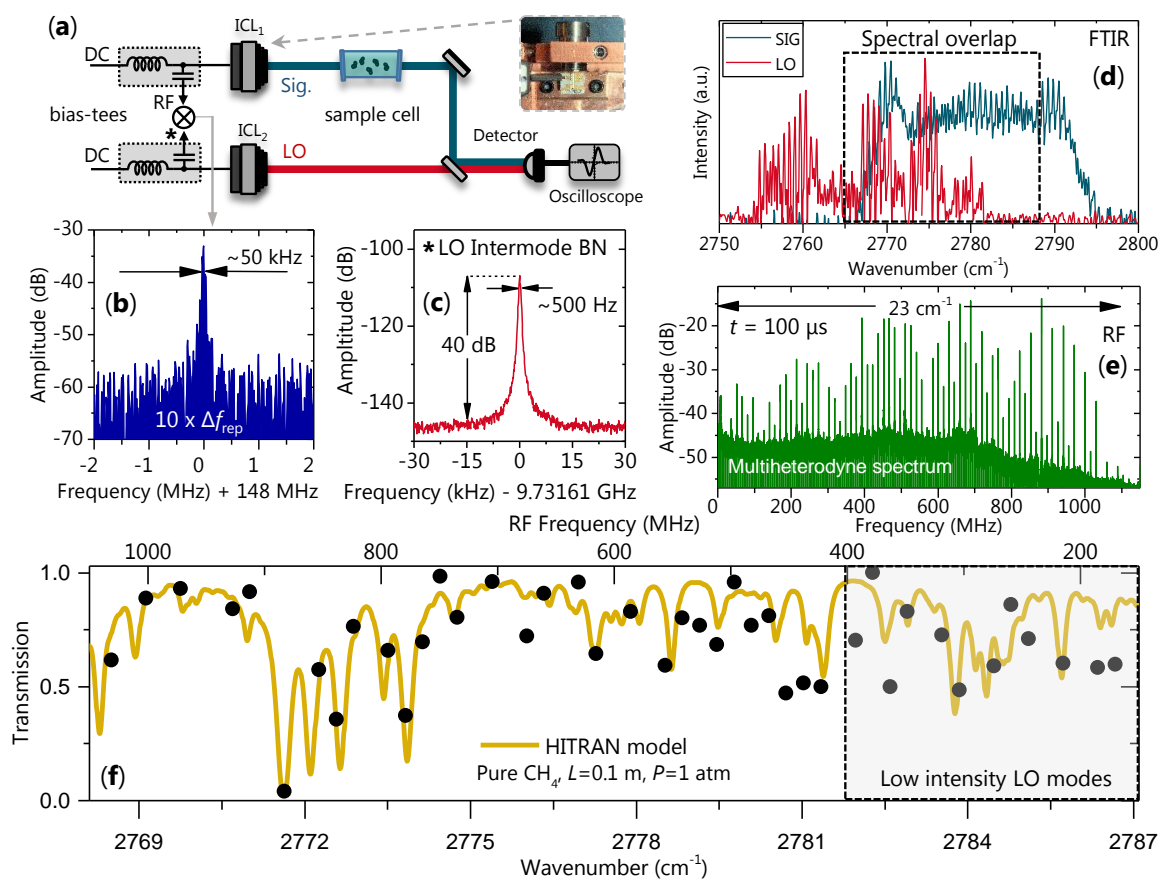 (a)
DC
ICL1
RF
Sig.
sample cell
bias-tees
*
DC
ICL2
LO
Detector
Oscilloscope
(d)
SIG
LO
Spectral overlap
FTIR
Intensity (a.u.)
2750 2760 2770 2780 2790 2800
Wavenumber (cm-1)
(b)
-30
-40
-50
-60
-70
Amplitude (dB)
~50 kHz
10 x Δfrep
-2 -1 0 1 2
Frequency (MHz) + 148 MHz
(c)
-100
-120
-140
Ampltitude (dB)
* LO Intermode BN
~500 Hz
40 dB
-30 -15 0 15 30
Frequency (kHz) - 9.73161 GHz
(e)
23 cm-1
t = 100 µs
RF
-20
-30
-40
-50
Amplitude (dB)
Multiheterodyne spectrum
0 200 400 600 800 1000
Frequency (MHz)
RF Frequency (MHz)
1000 800 600 400 200
1.0
0.5
0.0
Transmission
(f)
HITRAN model
Pure CH4, L=0.1 m, P=1 atm
Low intensity LO modes
2769 2772 2775 2778 2781 2784 2787
Wavenumber (cm-1)